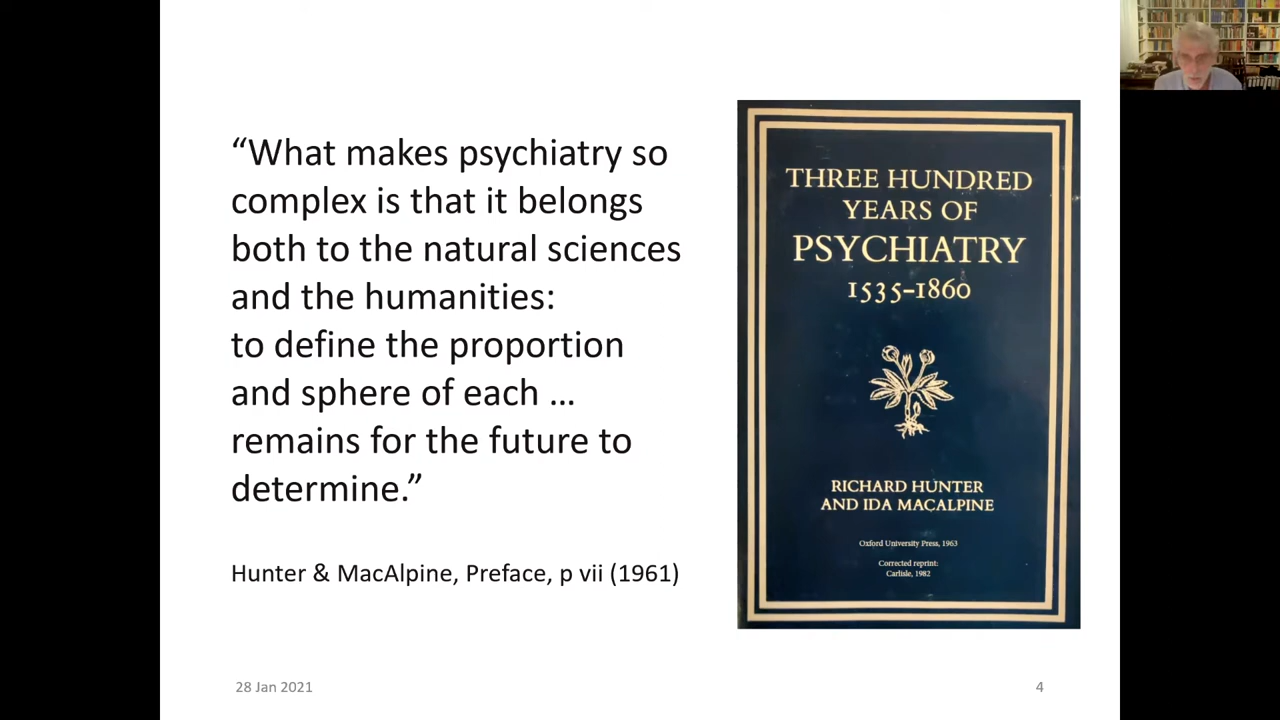 “What makes psychiatry so
complex is that it belongs
both to the natural sciences
and the humanities:
to define the proportion
and sphere of each ...
remains for the future to
determine.”
Hunter & MacAlpine, Preface, p vii (1961)
THREE HUNDRED
YEARS OF
PSYCHIATRY
1535–1860
RICHARD HUNTER
AND IDA MACALPINE
Oxford University Press, 1963
Corrected reprint:
Carlisle, 1982
28 Jan 2021
4